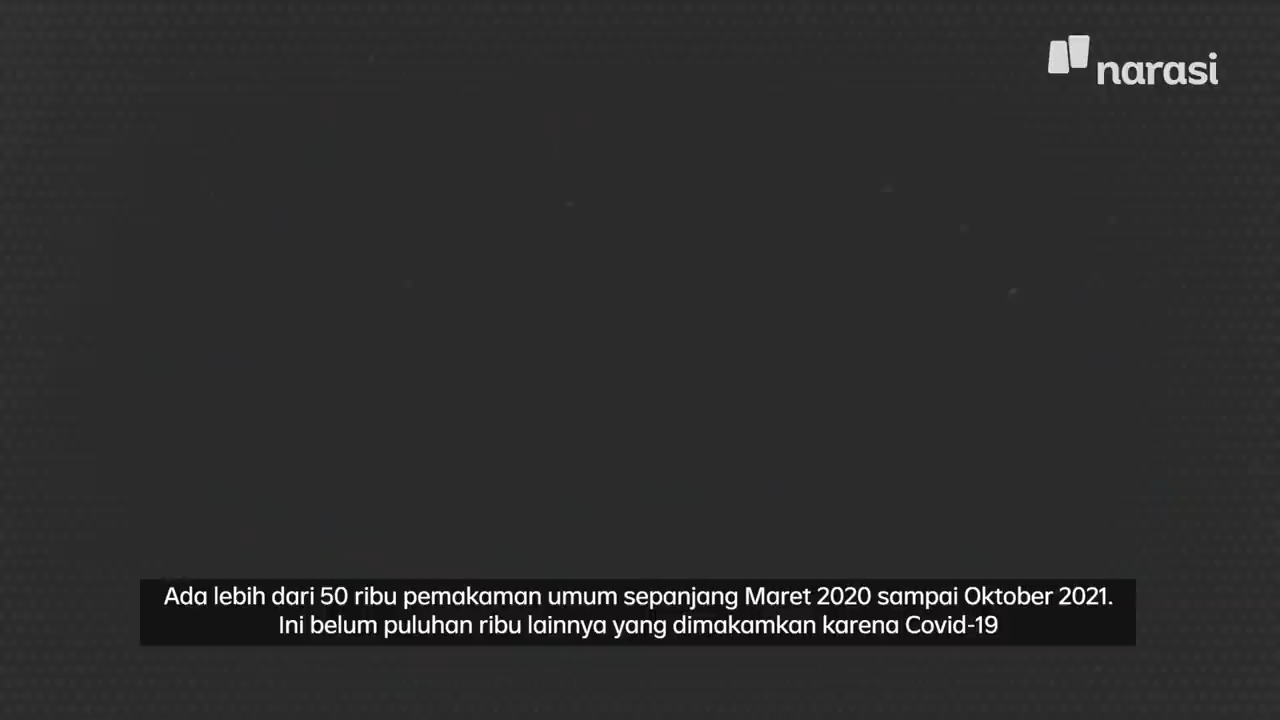 narasi
Ada lebih dari 50 ribu pemakaman umum sepanjang Maret 2020 sampai Oktober 2021.
Ini belum puluhan ribu lainnya yang dimakamkan karena Covid-19